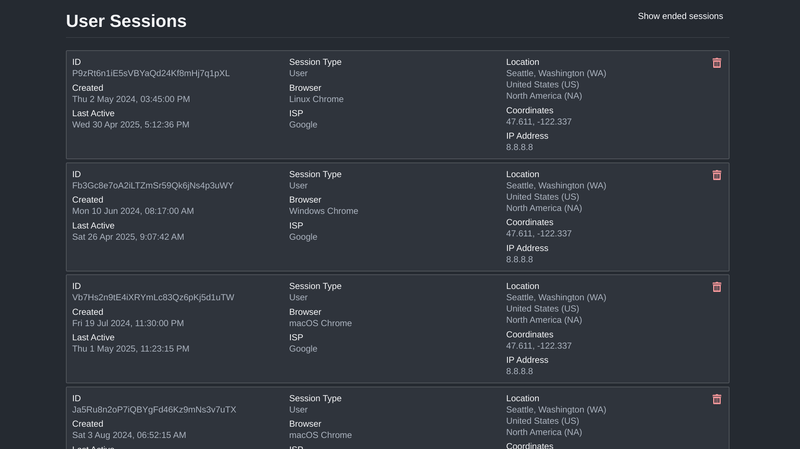 User Sessions
Show ended sessions
ID
P9zRt6n1iE5sVBYaQd24Kf8mHj7q1pXL
Created
Thu 2 May 2024, 03:45:00 PM
Last Active
Wed 30 Apr 2025, 5:12:36 PM
Session Type
User
Browser
Linux Chrome
ISP
Google
Location
Seattle, Washington (WA)
United States (US)
North America (NA)
Coordinates
47.611, -122.337
IP Address
8.8.8.8
ID
Fb3Gc8e7oA2iLTZmSr59Qk6jNs4p3uWY
Created
Mon 10 Jun 2024, 08:17:00 AM
Last Active
Sat 26 Apr 2025, 9:07:42 AM
Session Type
User
Browser
Windows Chrome
ISP
Google
Location
Seattle, Washington (WA)
United States (US)
North America (NA)
Coordinates
47.611, -122.337
IP Address
8.8.8.8
ID
Vb7Hs2n9tE4iXRYmLc83Qz6pKj5d1uTW
Created
Fri 19 Jul 2024, 11:30:00 PM
Last Active
Thu 1 May 2025, 11:23:15 PM
Session Type
User
Browser
macOS Chrome
ISP
Google
Location
Seattle, Washington (WA)
United States (US)
North America (NA)
Coordinates
47.611, -122.337
IP Address
8.8.8.8
ID
Ja5Ru8n2oP7iQBYgFd46Kz9mNs3v7uTX
Created
Sat 3 Aug 2024, 06:52:15 AM
Last Active
Session Type
User
Browser
macOS Chrome
ISP
Location
Seattle, Washington (WA)
United States (US)
North America (NA)
Coordinates